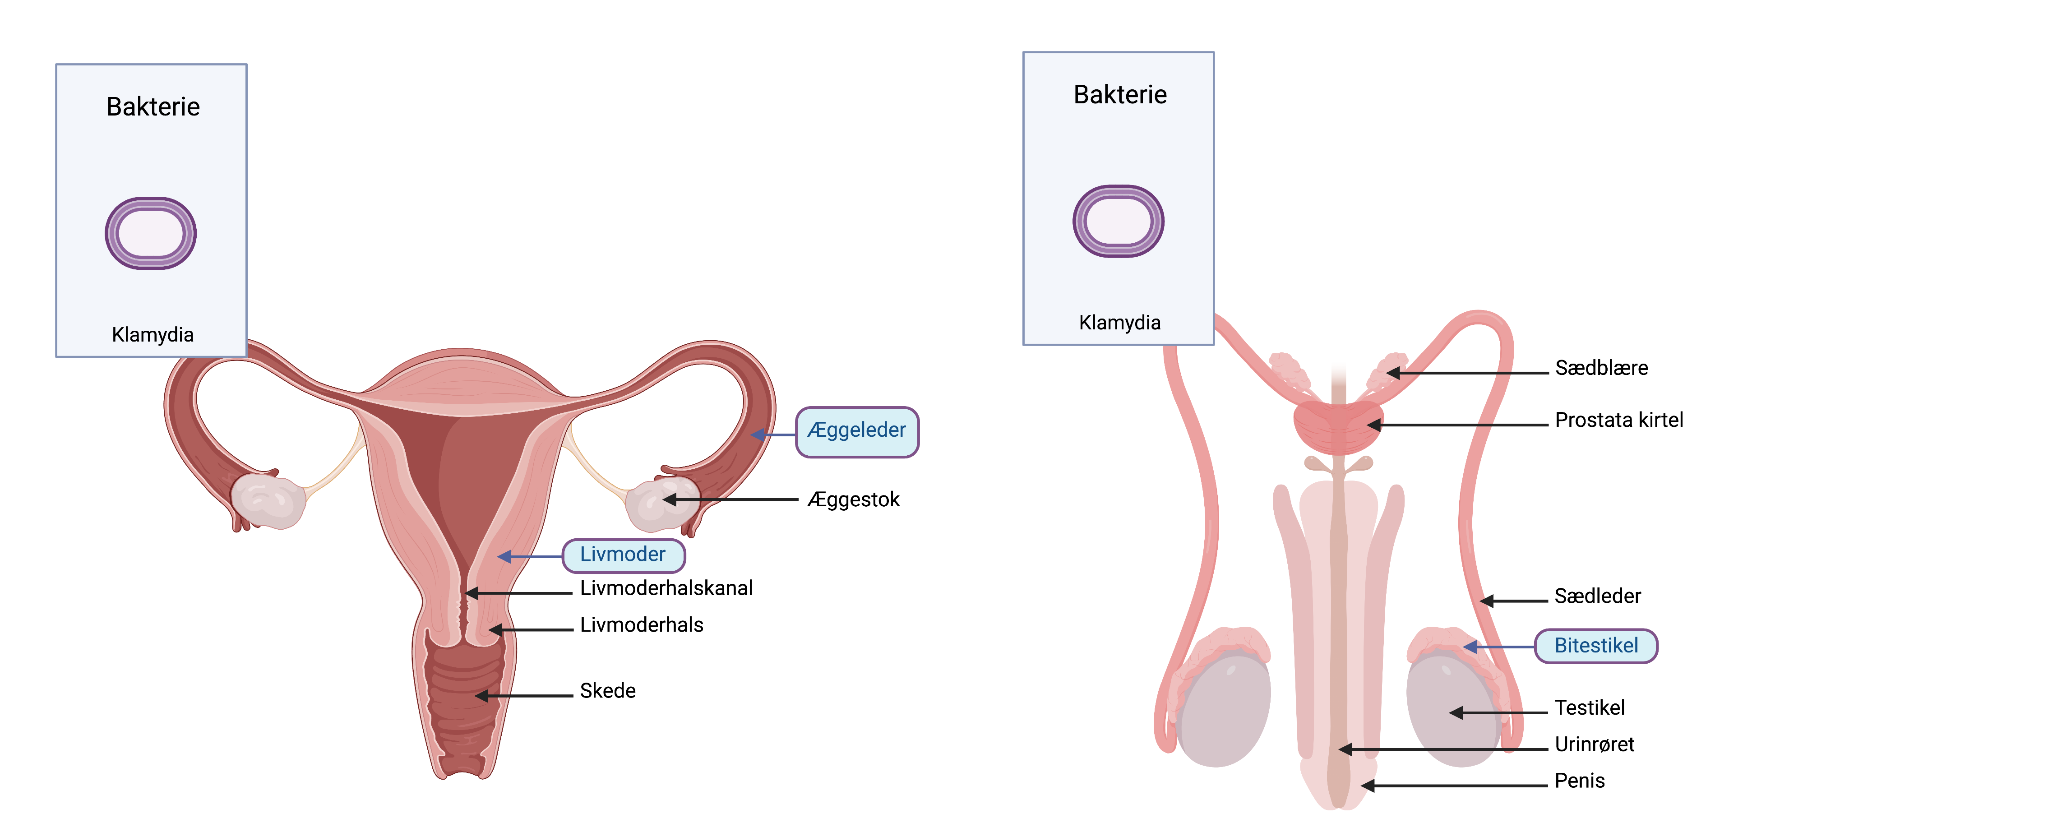 Bakterie
Klamydia
Æggeleder
Æggestok
Livmoder
Livmoderhalskanal
Livmoderhals
Skede
Bakterie
Klamydia
Sædblære
Prostata kirtel
Sædleder
Bitestikel
Testikel
Urinrøret
Penis